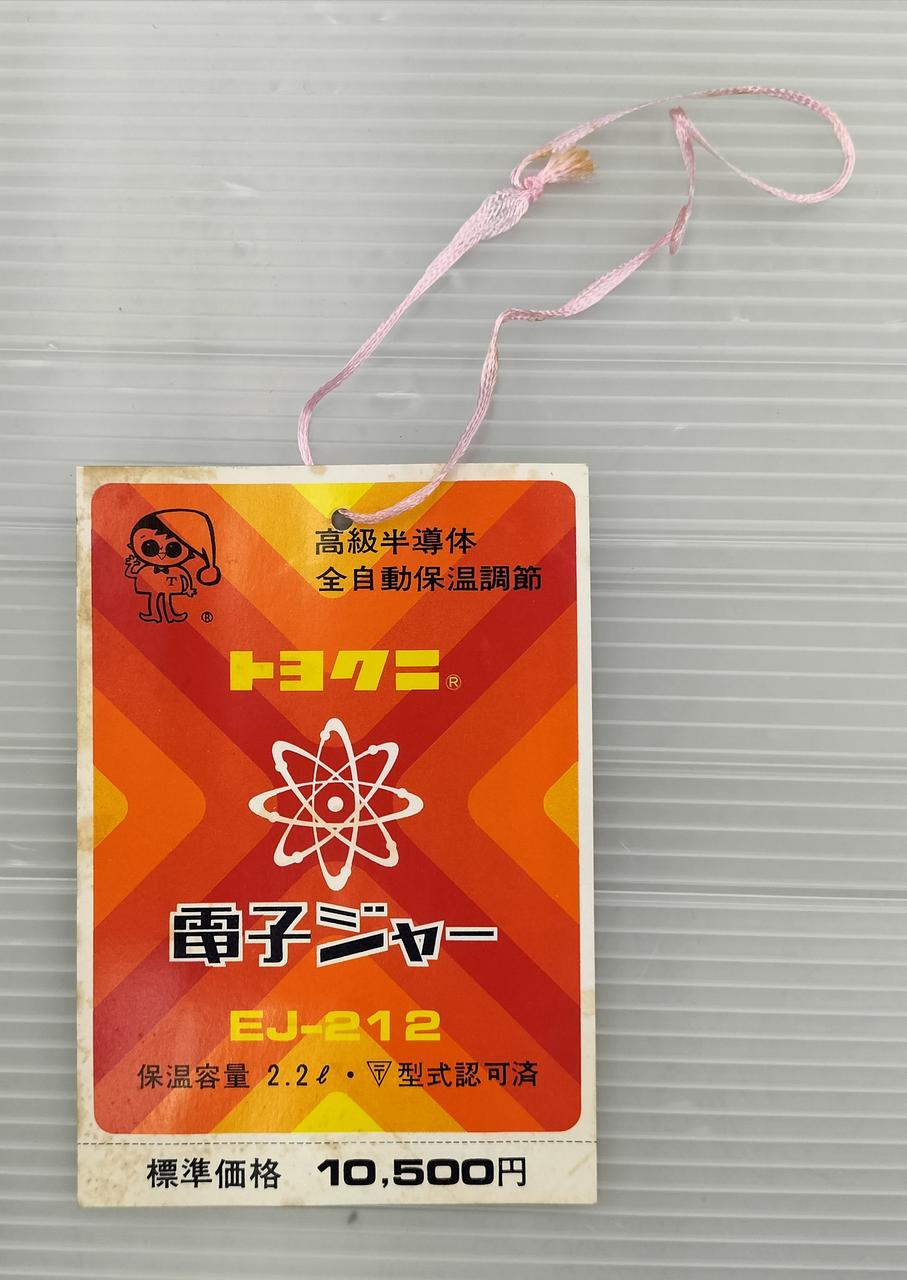 高級半導体
全自動保温調節
T
®
トヨクニ®
電子ジャー
EJ-212
保温容量 2.2ℓ・〒型式認可済
標準価格 10,500円